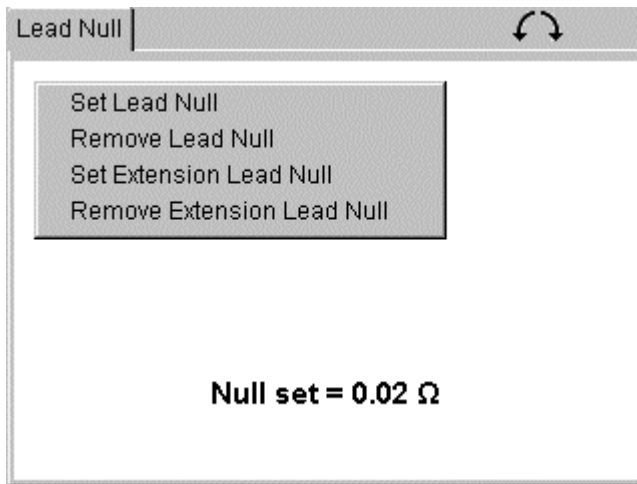 Lead Null
Set Lead Null
Remove Lead Null
Set Extension Lead Null
Remove Extension Lead Null
Null set = 0.02 Ω